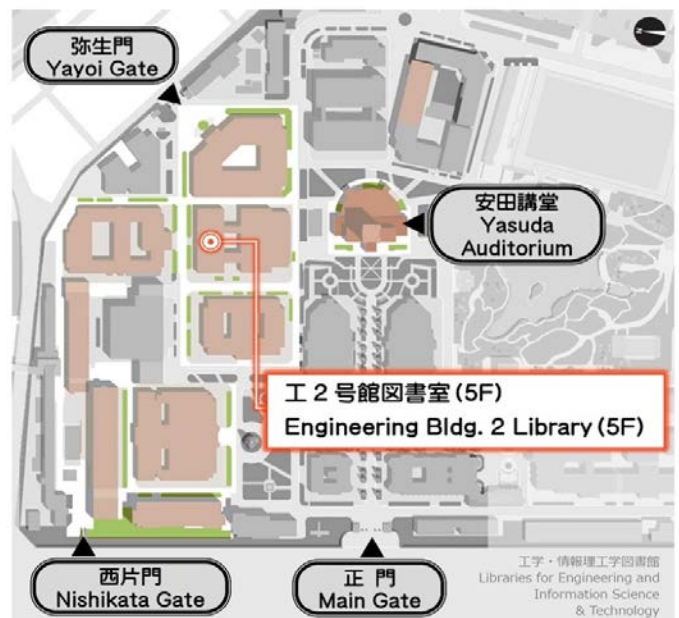 弥生門
Yayoi Gate
安田講堂
Yasuda
Auditorium
工2号館図書室(5F)
Engineering Bldg. 2 Library(5F)
西片門
Nishikata Gate
正 門
Main Gate
工学・情報理工学図書館
Libraries for Engineering and
Information Science
& Technology